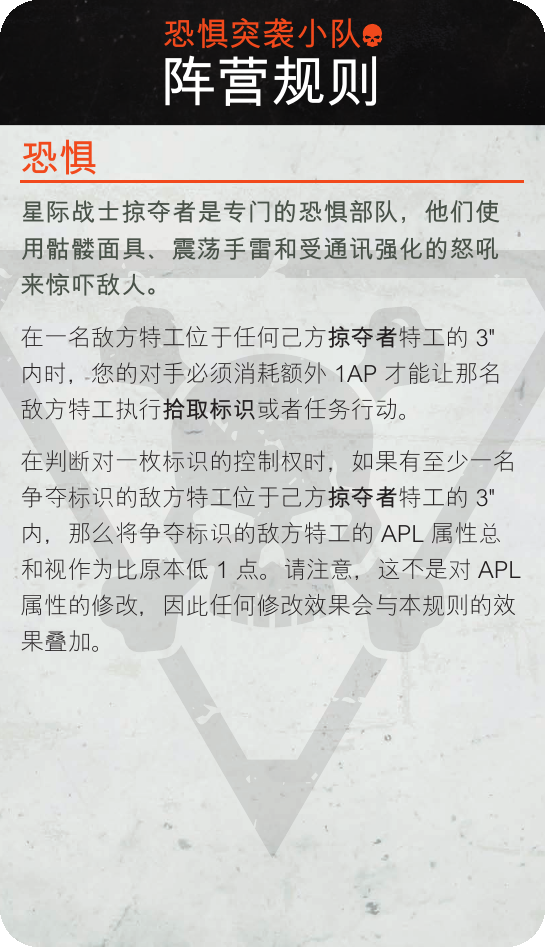 恐惧突袭小队
阵营规则
恐惧
星际战士掠夺者是专门的恐惧部队，他们使
用骷髅面具、震荡手雷和受通讯强化的怒吼
来惊吓敌人。
在一名敌方特工位于任何己方掠夺者特工的 3"
内时，您的对手必须消耗额外 1AP 才能让那名
敌方特工执行拾取标识或者任务行动。
在判断对一枚标识的控制权时，如果有至少一名
争夺标识的敌方特工位于己方掠夺者特工的 3"
内，那么将争夺标识的敌方特工的 APL 属性总
和视作为比原本低 1 点。请注意，这不是对 APL
属性的修改，因此任何修改效果会与本规则的效
果叠加。